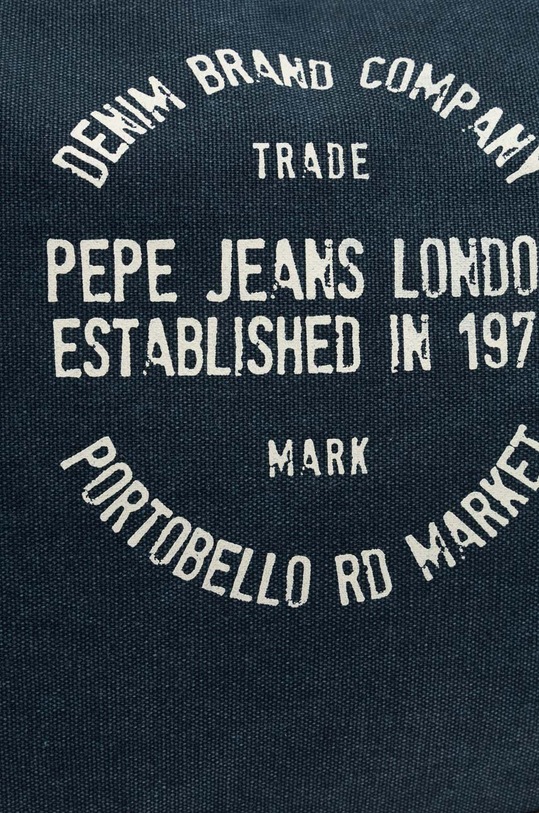 DENIM BRAND COMPANY
TRADE
PEPE JEANS LONDO
ESTABLISHED IN 197
MARK
PORTOBELLO RD MARKET